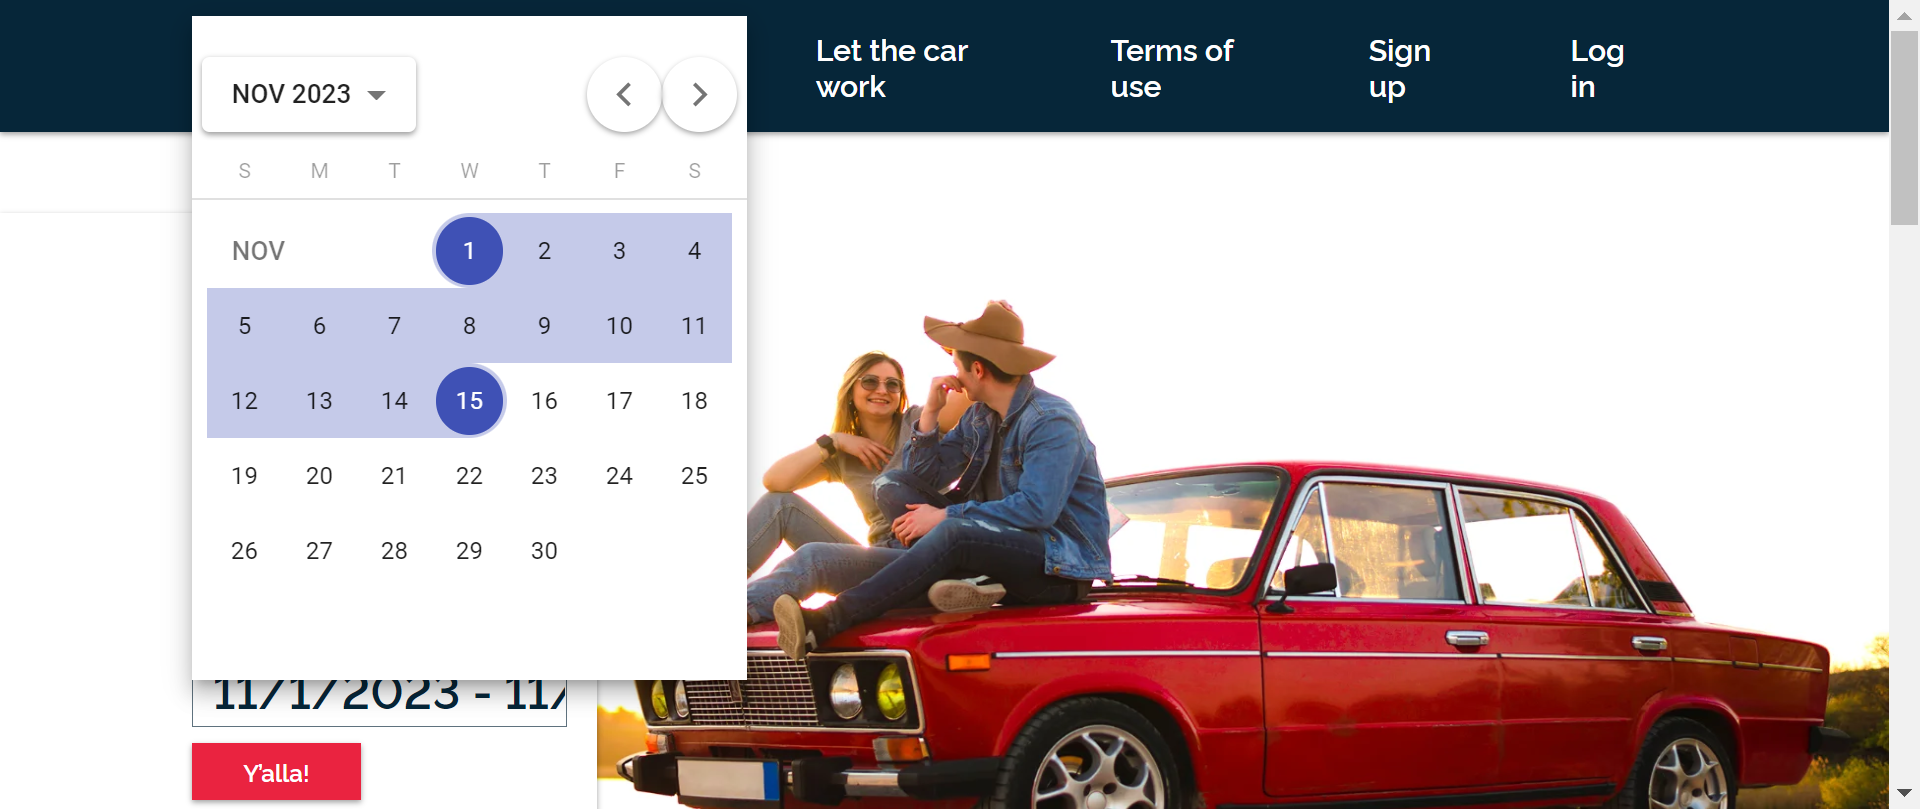 Let the car
work
Terms of
use
Sign
up
Log
in
NOV 2023
S M T W T F S
NOV 1 2 3 4
5 6 7 8 9 10 11
12 13 14 15 16 17 18
19 20 21 22 23 24 25
26 27 28 29 30
11/1/2023 - 11/
Y'alla!